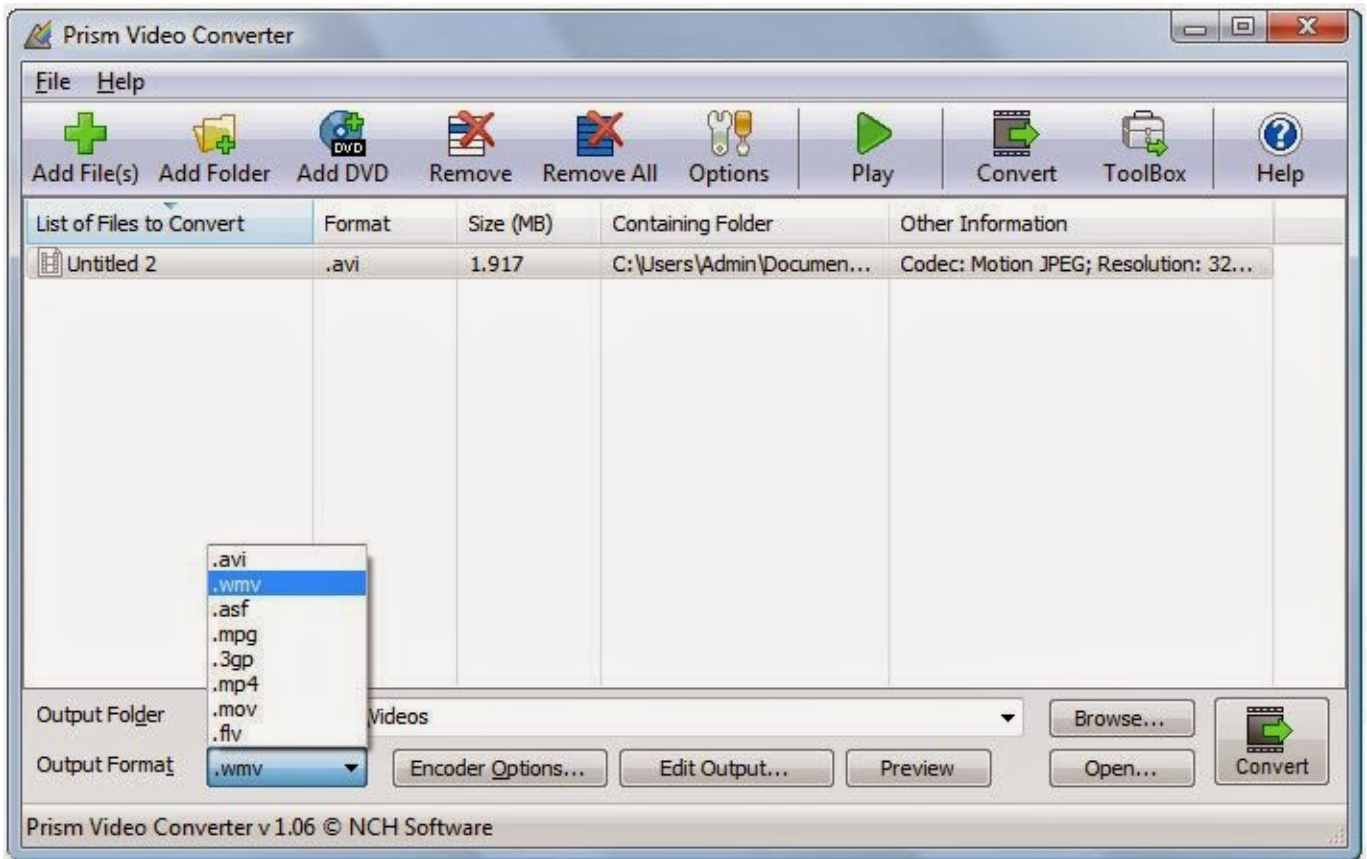 Prism Video Converter
File Help
DVD
Add File(s) Add Folder Add DVD Remove Remove All Options Play Convert ToolBox Help
List of Files to Convert Format Size (MB) Containing Folder Other Information
Untitled 2 .avi 1.917 C:\Users\Admin\Documen... Codec: Motion JPEG; Resolution: 32...
.avi
.wmv
.asf
.mpg
.3gp
.mp4
.mov
.flv
Output Folder Videos Browse...
Output Format .wmv Encoder Options... Edit Output... Preview Open... Convert
Prism Video Converter v 1.06 © NCH Software